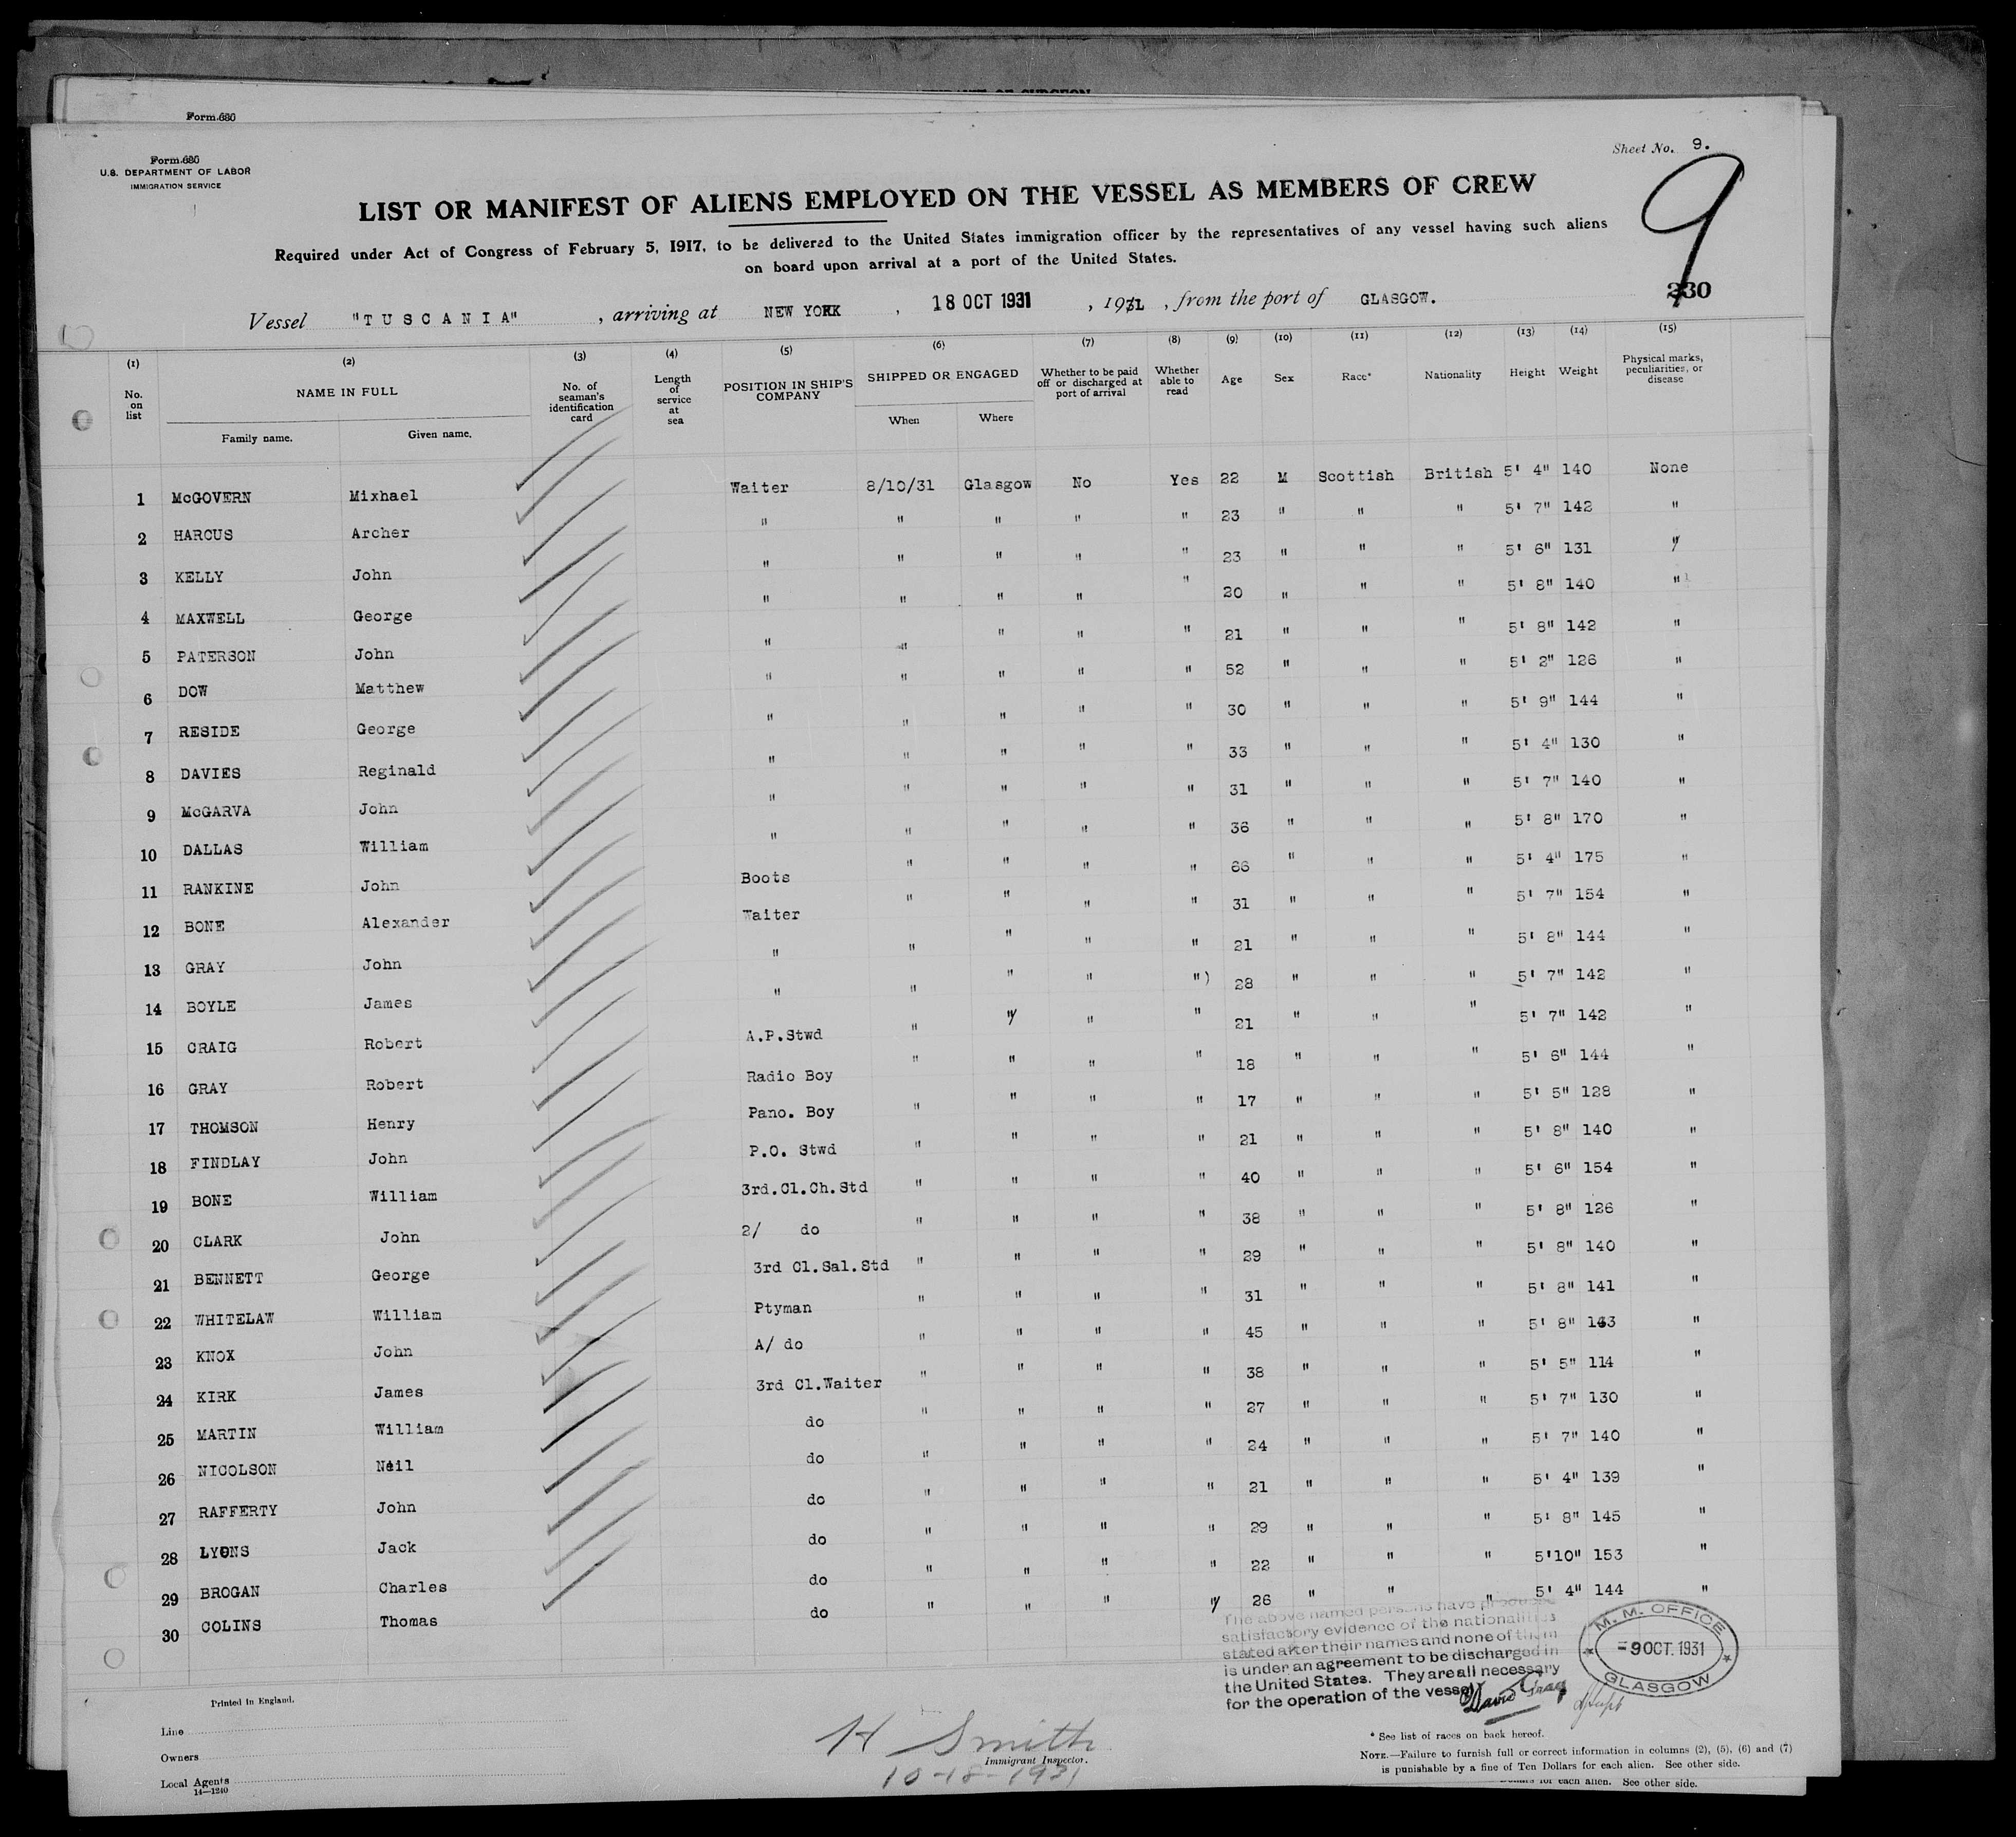 Form 680
Form 680
U.S. DEPARTMENT OF LABOR
IMMIGRATION SERVICE
Sheet No. 9.
9
LIST OR MANIFEST OF ALIENS EMPLOYED ON THE VESSEL AS MEMBERS OF CREW
Required under Act of Congress of February 5, 1917, to be delivered to the United States immigration officer by the representatives of any vessel having such aliens
on board upon arrival at a port of the United States.
230
Vessel "TUSCANIA" , arriving at NEW YORK , 18 OCT 1931 , 1931 , from the port of GLASGOW.
(1) (2) (3) (4) (5) (6) (7) (8) (9) (10) (11) (12) (13) (14) (15)
No. on list NAME IN FULL Family name. Given name. No. of seaman's identification card Length of service at sea POSITION IN SHIP'S COMPANY SHIPPED OR ENGAGED When Where Whether to be paid off or discharged at port of arrival Whether able to read Age Sex Race* Nationality Height Weight Physical marks, peculiarities, or disease
1 McGOVERN Mixhael Waiter 8/10/31 Glasgow No Yes 22 M Scottish British 5' 4" 140 None
2 HARCUS Archer " " " " " 23 " " " 5' 7" 142 "
3 KELLY John " " " " " 23 " " " 5' 6" 131 "
4 MAXWELL George " " " " " 20 " " " 5' 8" 140 "
5 PATERSON John " " " " " 21 " " " 5' 8" 142 "
6 DOW Matthew " " " " " 52 " " " 5' 2" 126 "
7 RESIDE George " " " " " 30 " " " 5' 9" 144 "
8 DAVIES Reginald " " " " " 33 " " " 5' 4" 130 "
9 McGARVA John " " " " " 31 " " " 5' 7" 140 "
10 DALLAS William " " " " " 36 " " " 5' 8" 170 "
11 RANKINE John Boots " " " " 66 " " " 5' 4" 175 "
12 BONE Alexander Waiter " " " " 31 " " " 5' 7" 154 "
13 GRAY John " " " " " 21 " " " 5' 8" 144 "
14 BOYLE James " " " " ") 28 " " " 5' 7" 142 "
15 CRAIG Robert A.P.Stwd " " " " 21 " " " 5' 7" 142 "
16 GRAY Robert Radio Boy " " " " 18 " " " 5' 6" 144 "
17 THOMSON Henry Pano. Boy " " " " 17 " " " 5' 5" 128 "
18 FINDLAY John P.O. Stwd " " " " 21 " " " 5' 8" 140 "
19 BONE William 3rd.Cl.Ch.Std " " " " 40 " " " 5' 6" 154 "
20 CLARK John 2/ do " " " " 38 " " " 5' 8" 126 "
21 BENNETT George 3rd Cl.Sal.Std " " " " 29 " " " 5' 8" 140 "
22 WHITELAW William Ptyman " " " " 31 " " " 5' 8" 141 "
23 KNOX John A/ do " " " " 45 " " " 5' 8" 143 "
24 KIRK James 3rd Cl.Waiter " " " " 38 " " " 5' 5" 114 "
25 MARTIN William do " " " " 27 " " " 5' 7" 130 "
26 NICOLSON Neil do " " " " 24 " " " 5' 7" 140 "
27 RAFFERTY John do " " " " 21 " " " 5' 4" 139 "
28 LYONS Jack do " " " " 29 " " " 5' 8" 145 "
29 BROGAN Charles do " " " " 22 " " " 5'10" 153 "
30 COLINS Thomas do " " " " 26 " " " 5' 4" 144 "
The above named persons have produced
satisfactory evidence of the nationalities
stated after their names and none of them
is under an agreement to be discharged in
the United States. They are all necessary
for the operation of the vessel.
David Gray
M. M. OFFICE
-9 OCT. 1931
GLASGOW
Printed in England.
Line
Owners
Local Agents
14—1240
H Smith
Immigrant Inspector.
10-18-1931
* See list of races on back hereof.
NOTE.—Failure to furnish full or correct information in columns (2), (5), (6) and (7)
is punishable by a fine of Ten Dollars for each alien. See other side.
Dollars for each alien. See other side.